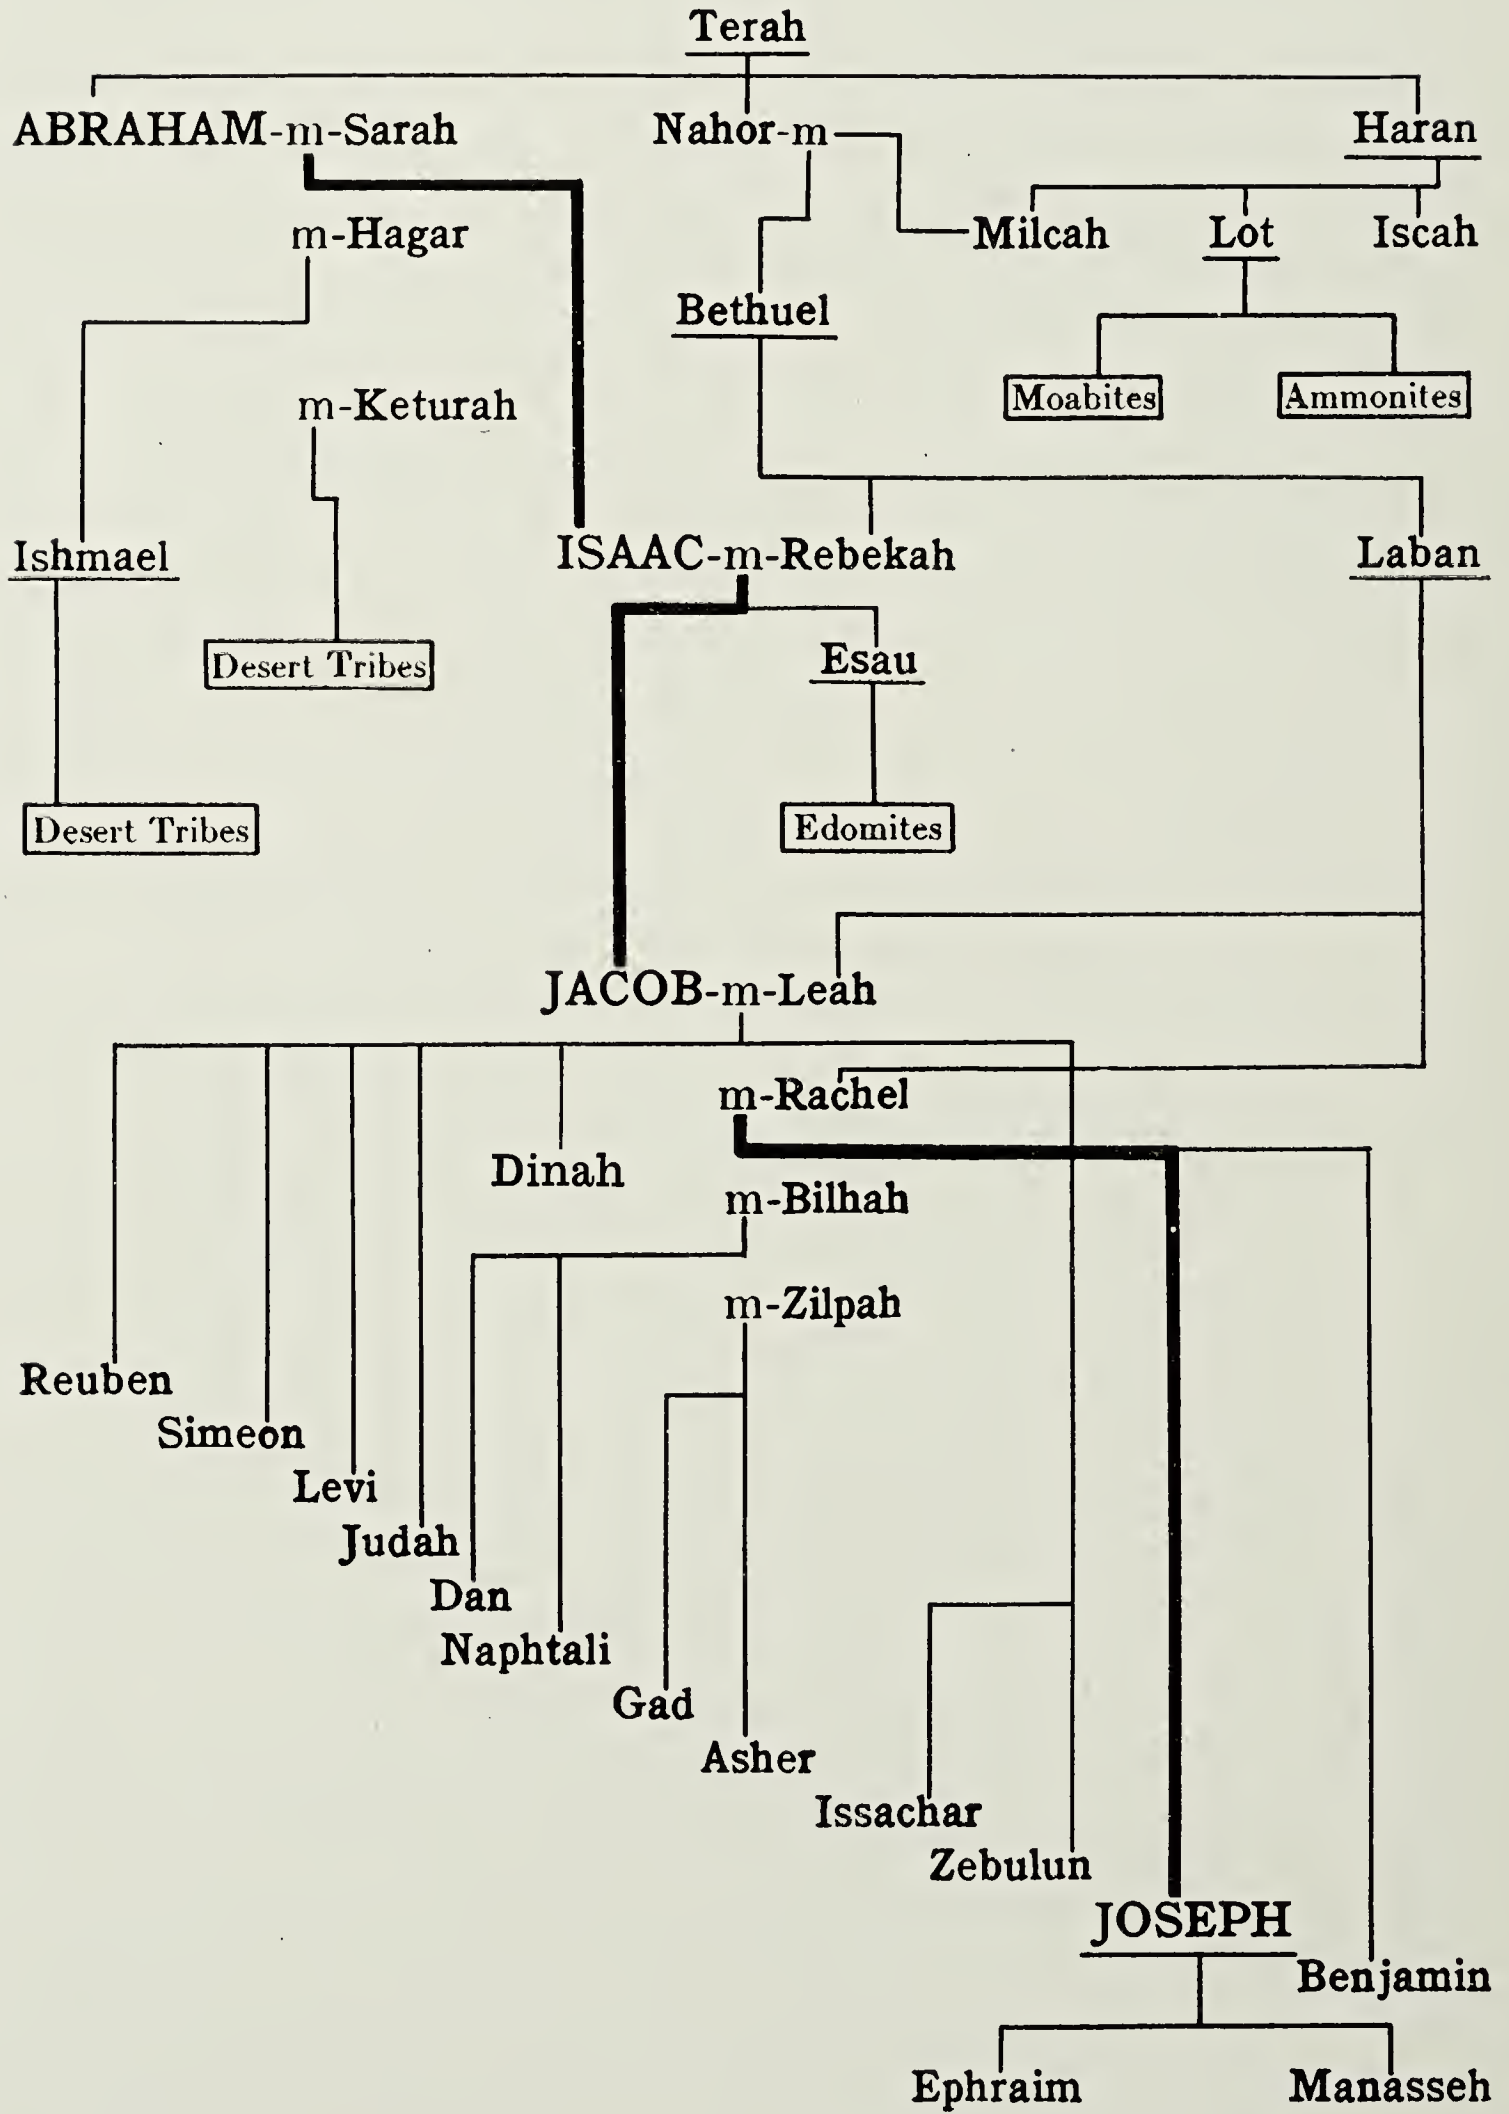 Terah
ABRAHAM-m-Sarah
Nahor-m
Haran
m-Hagar
Milcah
Lot
Iscah
Bethuel
m-Keturah
Moabites
Ammonites
Ishmael
ISAAC-m-Rebekah
Laban
Desert Tribes
Esau
Desert Tribes
Edomites
JACOB-m-Leah
m-Rachel
Dinah
m-Bilhah
m-Zilpah
Reuben
Simeon
Levi
Judah
Dan
Naphtali
Gad
Asher
Issachar
Zebulun
JOSEPH
Benjamin
Ephraim
Manasseh